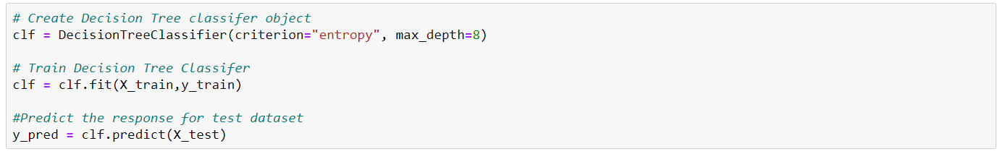 # Create Decision Tree classifer object
clf = DecisionTreeClassifier(criterion="entropy", max_depth=8)
# Train Decision Tree Classifer
clf = clf.fit(X_train,y_train)
#Predict the response for test dataset
y_pred = clf.predict(X_test)